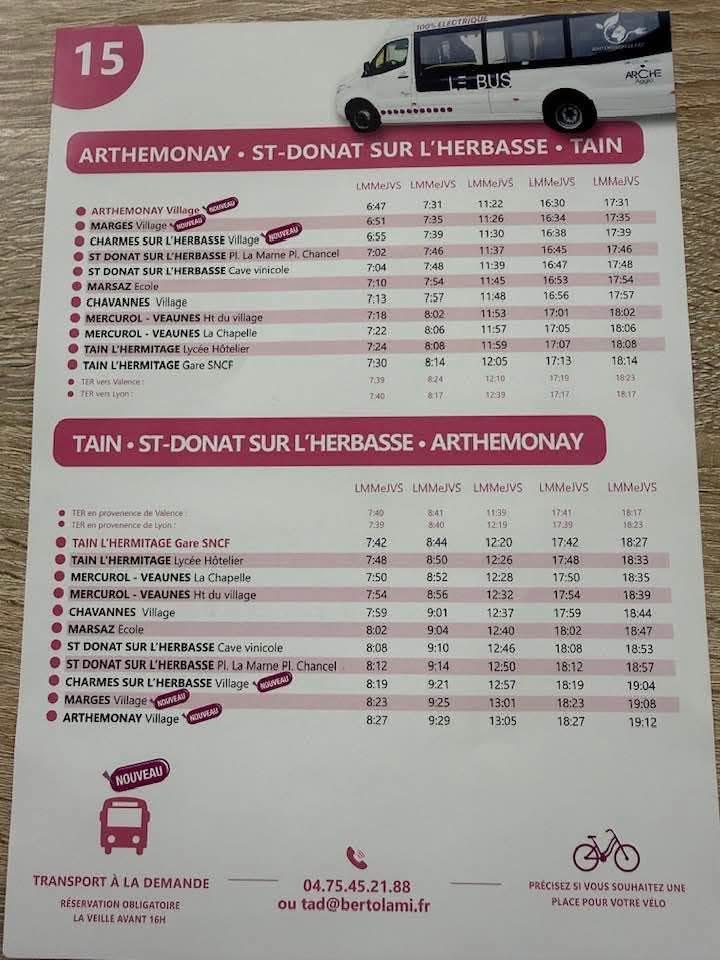 15
100% ELECTRIQUE
LE BUS
ARCHE
Agglo
ARTHEMONAY • ST-DONAT SUR L'HERBASSE • TAIN
LMMeJVS LMMeJVS LMMeJVS LMMeJVS LMMeJVS
ARTHEMONAY Village NOUVEAU 6:47 7:31 11:22 16:30 17:31
MARGES Village NOUVEAU 6:51 7:35 11:26 16:34 17:35
CHARMES SUR L'HERBASSE Village NOUVEAU 6:55 7:39 11:30 16:38 17:39
ST DONAT SUR L'HERBASSE Pl. La Marne Pl. Chancel 7:02 7:46 11:37 16:45 17:46
ST DONAT SUR L'HERBASSE Cave vinicole 7:04 7:48 11:39 16:47 17:48
MARSAZ Ecole 7:10 7:54 11:45 16:53 17:54
CHAVANNES Village 7:13 7:57 11:48 16:56 17:57
MERCUROL - VEAUNES Ht du village 7:18 8:02 11:53 17:01 18:02
MERCUROL - VEAUNES La Chapelle 7:22 8:06 11:57 17:05 18:06
TAIN L'HERMITAGE Lycée Hôtelier 7:24 8:08 11:59 17:07 18:08
TAIN L'HERMITAGE Gare SNCF 7:30 8:14 12:05 17:13 18:14
TER vers Valence : 7:39 8:24 12:10 17:19 18:23
TER vers Lyon : 7:40 8:17 12:39 17:17 18:17
TAIN • ST-DONAT SUR L'HERBASSE • ARTHEMONAY
LMMeJVS LMMeJVS LMMeJVS LMMeJVS LMMeJVS
TER en provenence de Valence : 7:40 8:41 11:39 17:41 18:17
TER en provenence de Lyon : 7:39 8:40 12:19 17:39 18:23
TAIN L'HERMITAGE Gare SNCF 7:42 8:44 12:20 17:42 18:27
TAIN L'HERMITAGE Lycée Hôtelier 7:48 8:50 12:26 17:48 18:33
MERCUROL - VEAUNES La Chapelle 7:50 8:52 12:28 17:50 18:35
MERCUROL - VEAUNES Ht du village 7:54 8:56 12:32 17:54 18:39
CHAVANNES Village 7:59 9:01 12:37 17:59 18:44
MARSAZ Ecole 8:02 9:04 12:40 18:02 18:47
ST DONAT SUR L'HERBASSE Cave vinicole 8:08 9:10 12:46 18:08 18:53
ST DONAT SUR L'HERBASSE Pl. La Marne Pl. Chancel 8:12 9:14 12:50 18:12 18:57
CHARMES SUR L'HERBASSE Village NOUVEAU 8:19 9:21 12:57 18:19 19:04
MARGES Village NOUVEAU 8:23 9:25 13:01 18:23 19:08
ARTHEMONAY Village NOUVEAU 8:27 9:29 13:05 18:27 19:12
NOUVEAU
TRANSPORT À LA DEMANDE
RÉSERVATION OBLIGATOIRE
LA VEILLE AVANT 16H
04.75.45.21.88
ou tad@bertolami.fr
PRÉCISEZ SI VOUS SOUHAITEZ UNE
PLACE POUR VOTRE VÉLO